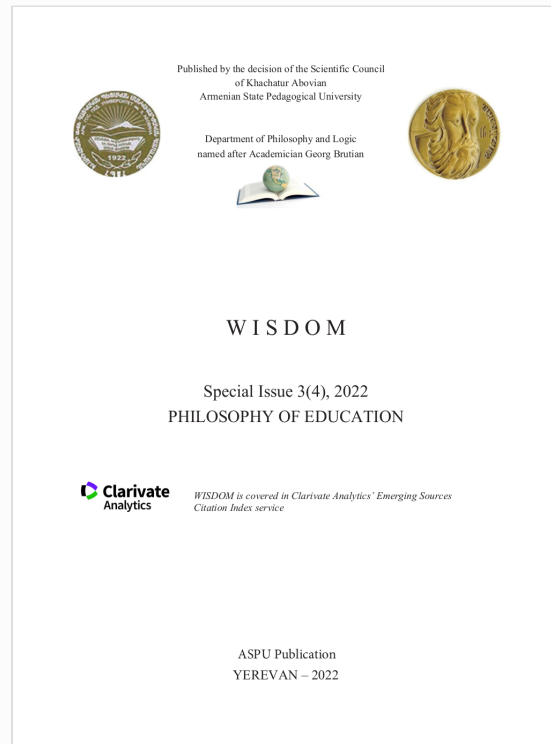 Published by the decision of the Scientific Council
of Khachatur Abovian
Armenian State Pedagogical University
Department of Philosophy and Logic
named after Academician Georg Brutian
1922
W I S D O M
Special Issue 3(4), 2022
PHILOSOPHY OF EDUCATION
Clarivate
Analytics
WISDOM is covered in Clarivate Analytics’ Emerging Sources
Citation Index service
ASPU Publication
YEREVAN – 2022